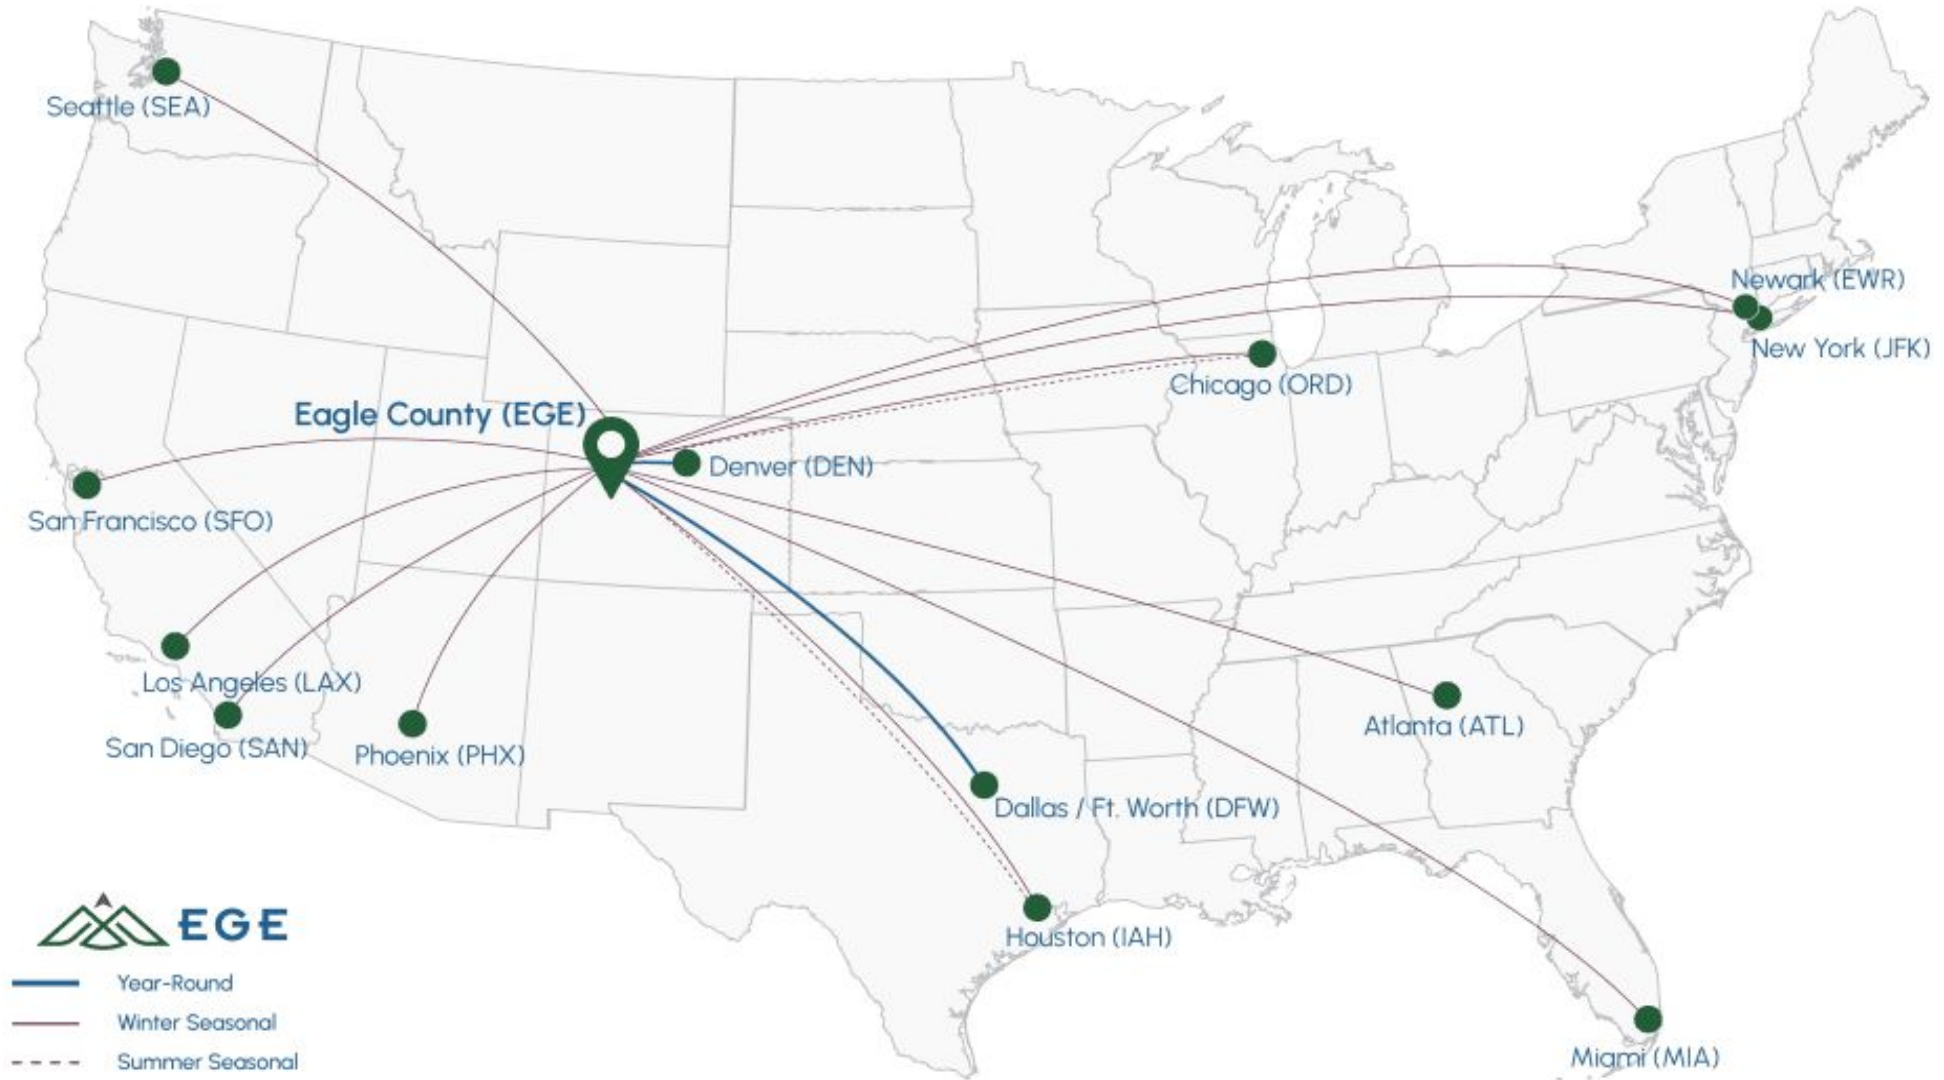 Seattle (SEA)
Newark (EWR)
New York (JFK)
Chicago (ORD)
Eagle County (EGE)
Denver (DEN)
San Francisco (SFO)
Los Angeles (LAX)
San Diego (SAN)
Phoenix (PHX)
Atlanta (ATL)
Dallas / Ft. Worth (DFW)
Houston (IAH)
Miami (MIA)
EGE
Year-Round
Winter Seasonal
Summer Seasonal